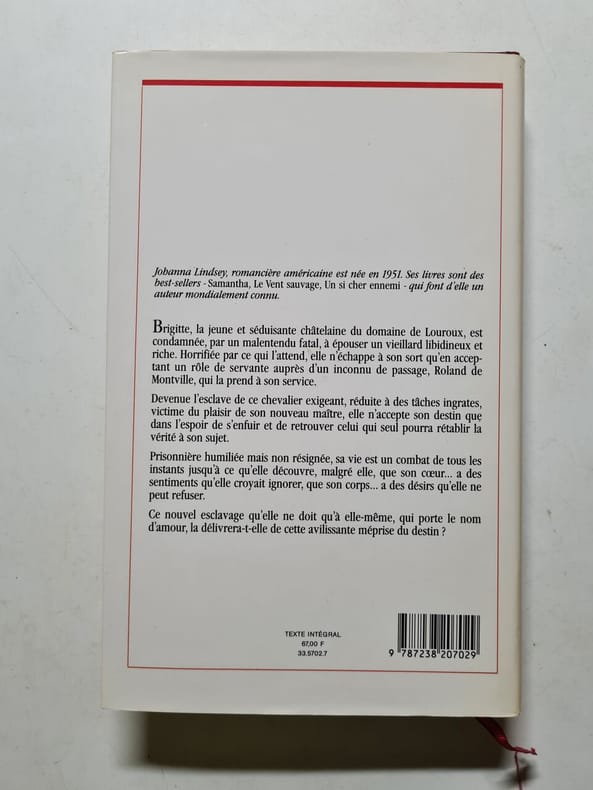 Johanna Lindsey, romancière américaine est née en 1951. Ses livres sont des
best-sellers - Samantha, Le Vent sauvage, Un si cher ennemi - qui font d'elle un
auteur mondialement connu.
Brigitte, la jeune et séduisante châtelaine du domaine de Louroux, est
condamnée, par un malentendu fatal, à épouser un vieillard libidineux et
riche. Horrifiée par ce qui l'attend, elle n'échappe à son sort qu'en accep-
tant un rôle de servante auprès d'un inconnu de passage, Roland de
Montville, qui la prend à son service.
Devenue l'esclave de ce chevalier exigeant, réduite à des tâches ingrates,
victime du plaisir de son nouveau maître, elle n'accepte son destin que
dans l'espoir de s'enfuir et de retrouver celui qui seul pourra rétablir la
vérité à son sujet.
Prisonnière humiliée mais non résignée, sa vie est un combat de tous les
instants jusqu'à ce qu'elle découvre, malgré elle, que son cœur... a des
sentiments qu'elle croyait ignorer, que son corps... a des désirs qu'elle ne
peut refuser.
Ce nouvel esclavage qu'elle ne doit qu'à elle-même, qui porte le nom
d'amour, la délivrera-t-elle de cette avilissante méprise du destin ?
TEXTE INTÉGRAL
67,00 F
33.5702.7
9 787238 207029